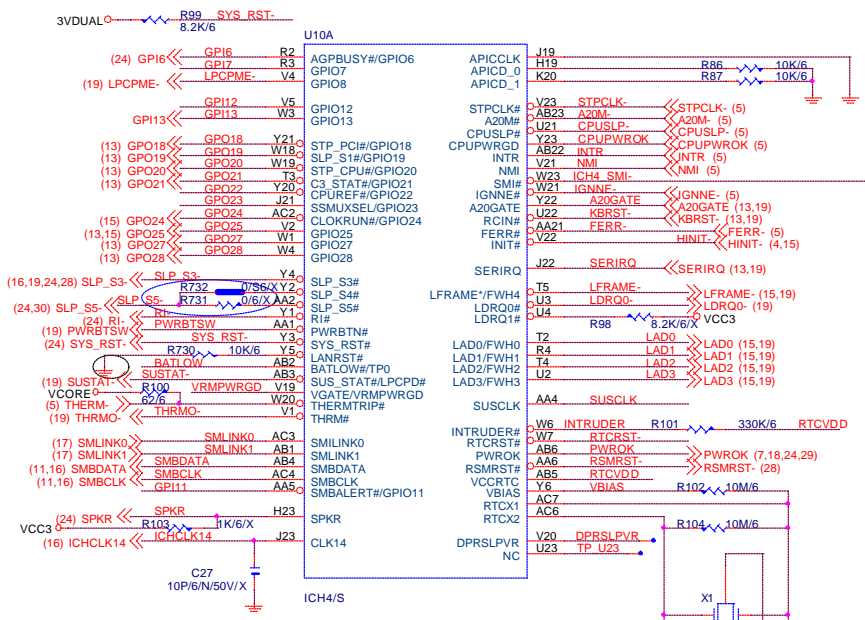 3VDUAL R99 SYS_RST-
8.2K/6
U10A
(24) GPI6 GPI6 R2 AGPBUSY#/GPIO6
GPI7 R3 GPIO7
(19) LPCPME- LPCPME- V4 GPIO8
GPI12 V5 GPIO12
GPI13 GPI13 W3 GPIO13
(13) GPO18 GPO18 Y21 STP_PCI#/GPIO18
(13) GPO19 GPO19 W18 SLP_S1#/GPIO19
(13) GPO20 GPO20 W19 STP_CPU#/GPIO20
(13) GPO21 GPO21 T3 C3_STAT#/GPIO21
GPO22 Y20 CPUREF#/GPIO22
GPO23 J21 SSMUXSEL/GPIO23
(15) GPO24 GPO24 AC2 CLOKRUN#/GPIO24
(13,15) GPO25 GPO25 V2 GPIO25
(13) GPO27 GPO27 W1 GPIO27
(13) GPO28 GPO28 W4 GPIO28
(16,19,24,28) SLP_S3- SLP_S3- Y4 SLP_S3#
R732 0/S6/X Y2 SLP_S4#
(24,30) SLP_S5- SLP_S5- R731 0/6/X AA2 SLP_S5#
(24) RI- RI- Y1 RI#
(19) PWRBTSW PWRBTSW AA1 PWRBTN#
(24) SYS_RST- SYS_RST- Y3 SYS_RST#
R730 10K/6 Y5 LANRST#
BATLOW AB2 BATLOW#/TP0
(19) SUSTAT- SUSTAT- AB3 SUS_STAT#/LPCPD#
VCORE R100 VRMPWRGD V19 VGATE/VRMPWRGD
(5) THERM- 62/6 W20 THERMTRIP#
(19) THRMO- THRMO- V1 THRM#
(17) SMLINK0 SMLINK0 AC3 SMILINK0
(17) SMLINK1 SMLINK1 AB1 SMLINK1
(11,16) SMBDATA SMBDATA AB4 SMBDATA
(11,16) SMBCLK SMBCLK AC4 SMBCLK
GPI11 AA5 SMBALERT#/GPIO11
(24) SPKR SPKR H23 SPKR
VCC3 R103 1K/6/X
(16) ICHCLK14 ICHCLK14 J23 CLK14
C27
10P/6/N/50V/X
ICH4/S
APICCLK J19
APICD_0 H19 R86 10K/6
APICD_1 K20 R87 10K/6
STPCLK# V23 STPCLK- STPCLK- (5)
A20M# AB23 A20M- A20M- (5)
CPUSLP# U21 CPUSLP- CPUSLP- (5)
CPUPWRGD Y23 CPUPWROK CPUPWROK (5)
INTR AB22 INTR INTR (5)
NMI V21 NMI NMI (5)
SMI# W23 ICH4_SMI-
IGNNE# W21 IGNNE- IGNNE- (5)
A20GATE Y22 A20GATE A20GATE (13,19)
RCIN# U22 KBRST- KBRST- (13,19)
FERR# AA21 FERR- FERR- (5)
INIT# V22 HINIT- HINIT- (4,15)
SERIRQ J22 SERIRQ SERIRQ (13,19)
LFRAME*/FWH4 T5 LFRAME- LFRAME- (15,19)
LDRQ0# U3 LDRQ0- LDRQ0- (19)
LDRQ1# U4 R98 8.2K/6/X VCC3
LAD0/FWH0 T2 LAD0 LAD0 (15,19)
LAD1/FWH1 R4 LAD1 LAD1 (15,19)
LAD2/FWH2 T4 LAD2 LAD2 (15,19)
LAD3/FWH3 U2 LAD3 LAD3 (15,19)
SUSCLK AA4 SUSCLK
INTRUDER# W6 INTRUDER R101 330K/6 RTCVDD
RTCRST# W7 RTCRST-
PWROK AB6 PWROK PWROK (7,18,24,29)
RSMRST# AA6 RSMRST- RSMRST- (28)
VCCRTC AB5 RTCVDD
VBIAS Y6 VBIAS R102 10M/6
RTCX1 AC7
RTCX2 AC6
R104 10M/6
DPRSLPVR V20 DPRSLPVR
NC U23 TP_U23
X1